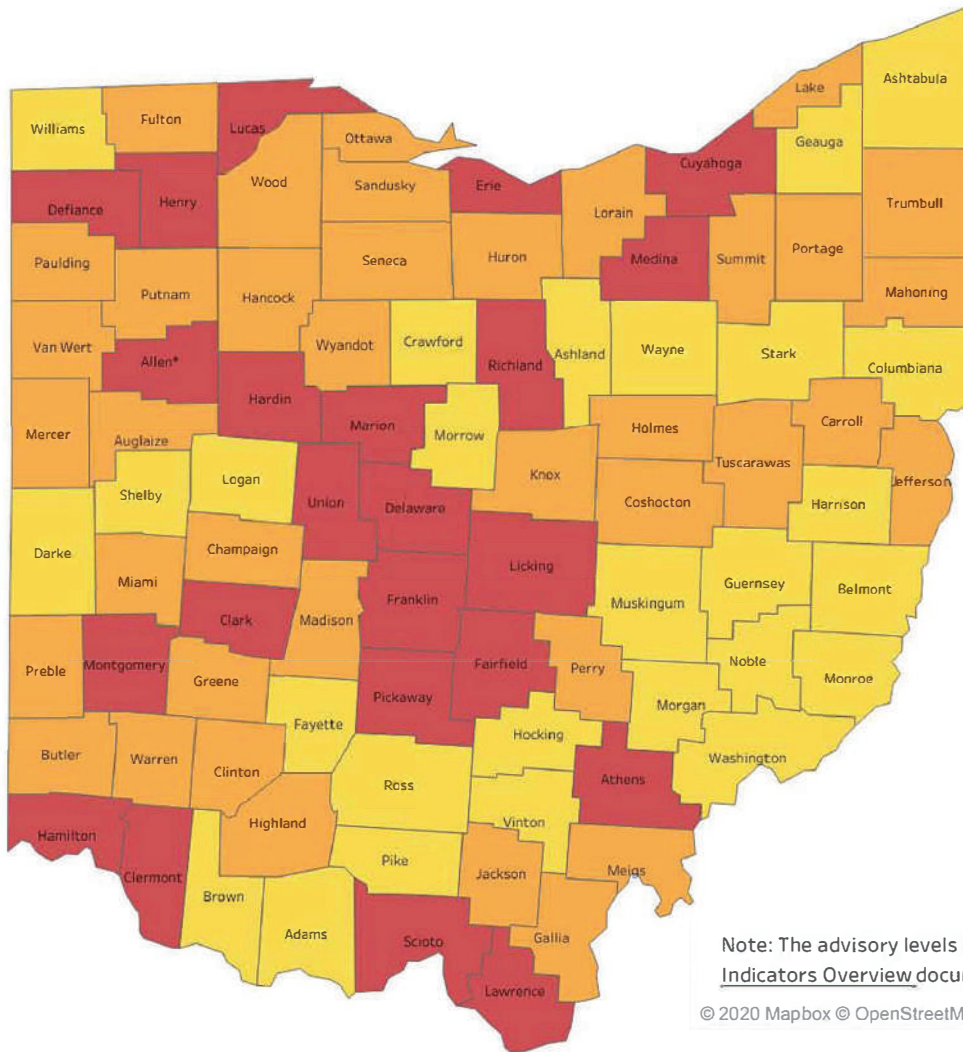 Ashtabula
Lake
Williams
Fulton
Lucas
Ottawa
Geauga
Cuyahoga
Wood
Sandusky
Erie
Defiance
Henry
Lorain
Trumbull
Paulding
Seneca
Huron
Medina
Summit
Portage
Putnam
Hancock
Mahoning
Van Wert
Allen*
Wyandot
Crawford
Richland
Ashland
Wayne
Stark
Columbiana
Hardin
Marion
Mercer
Auglaize
Morrow
Holmes
Carroll
Knox
Tuscarawas
Jefferson
Shelby
Logan
Union
Delaware
Coshocton
Harrison
Darke
Champaign
Licking
Miami
Franklin
Muskingum
Guernsey
Belmont
Clark
Madison
Preble
Montgomery
Greene
Fairfield
Perry
Noble
Monroe
Pickaway
Morgan
Fayette
Hocking
Butler
Warren
Clinton
Washington
Ross
Athens
Highland
Vinton
Hamilton
Clermont
Pike
Jackson
Meigs
Brown
Adams
Scioto
Gallia
Lawrence
Note: The advisory levels
Indicators Overview docu
© 2020 Mapbox © OpenStreetM